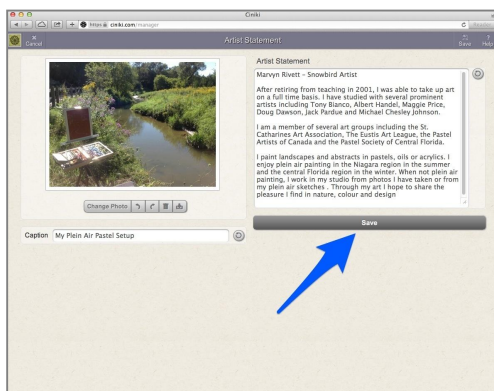 Ciniki
https ciniki.com/manager
Reader
Cancel
Artist Statement
Save
Help
Artist Statement
Marvyn Rivett - Snowbird Artist
After retiring from teaching in 2001, I was able to take up art
on a full time basis. I have studied with several prominent
artists including Tony Bianco, Albert Handel, Maggie Price,
Doug Dawson, Jack Pardue and Michael Chesley Johnson.
I am a member of several art groups including the St.
Catharines Art Association, The Eustis Art League, the Pastel
Artists of Canada and the Pastel Society of Central Florida.
I paint landscapes and abstracts in pastels, oils or acrylics. I
enjoy plein air painting in the Niagara region in the summer
and the central Florida region in the winter. When not plein air
painting, I work in my studio from photos I have taken or from
my plein air sketches . Through my art I hope to share the
pleasure I find in nature, colour and design
Change Photo
Save
Caption My Plein Air Pastel Setup